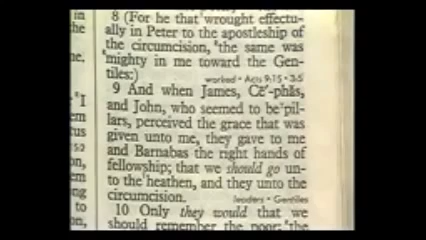 8 (For he that wrought effectu-
ally in Peter to the apostleship of
the circumcision, the same was
mighty in me toward the Gen-
tiles:)
worked • Acts 9:15 • 3:5
9 And when James, Cē'-phăs,
and John, who seemed to be pil-
lars, perceived the grace that was
given unto me, they gave to me
and Barnabas the right hands of
fellowship; that we should go un-
to the heathen, and they unto the
circumcision.
leaders • Gentiles
10 Only they would that we
should remember the poor; the